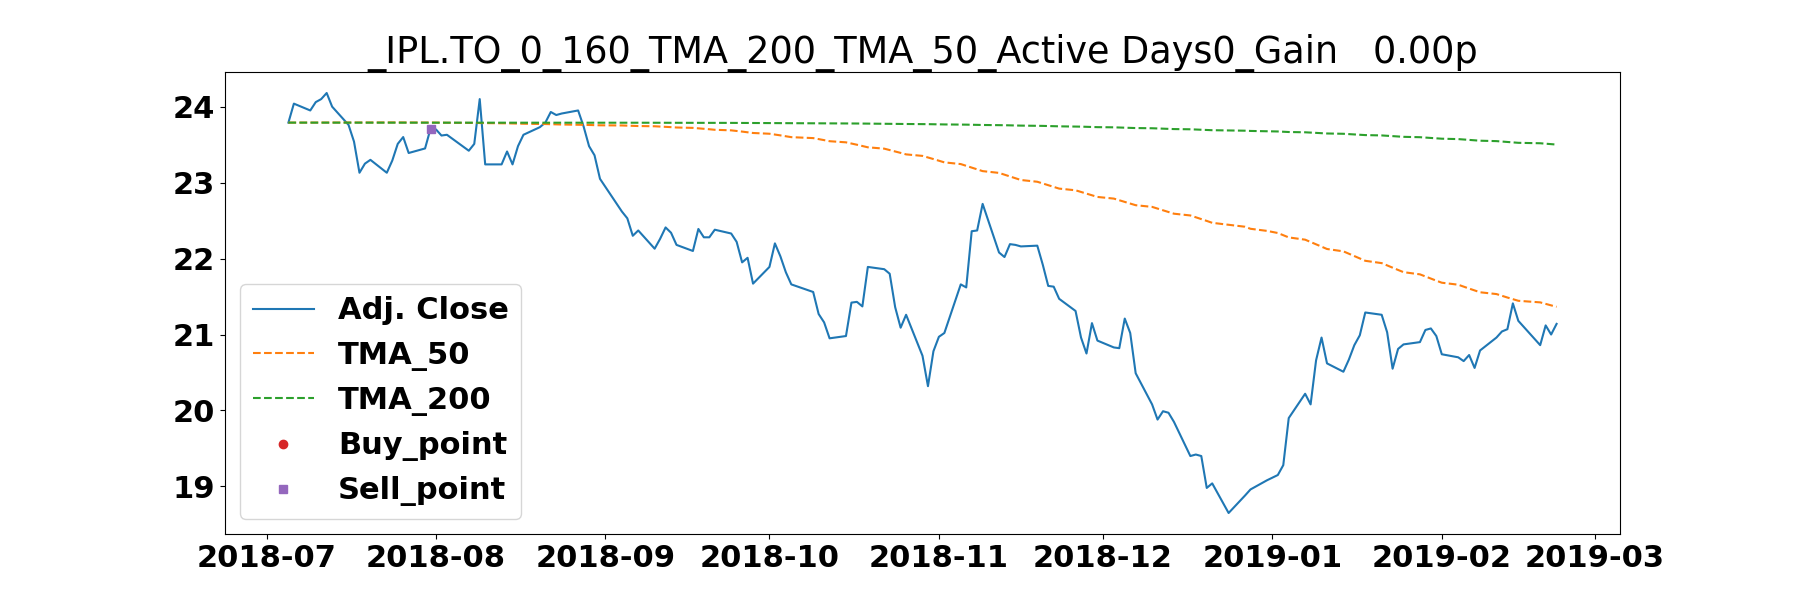 _IPL.TO_0_160_TMA_200_TMA_50_Active Days0_Gain   0.00p
24
23
22
21
20
19
Adj. Close
TMA_50
TMA_200
Buy_point
Sell_point
2018-07 2018-08 2018-09 2018-10 2018-11 2018-12 2019-01 2019-02 2019-03